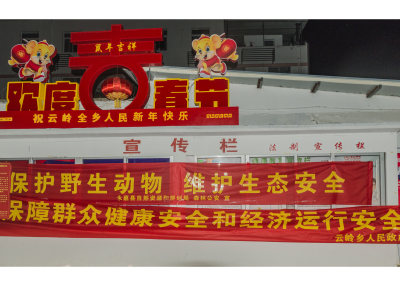 鼠年吉祥
欢度春节
祝云岭全乡人民新年快乐
宣传栏
法制宣传
保护野生动物 维护生态安全
保障群众健康安全和经济运行安全
云岭乡人民政府